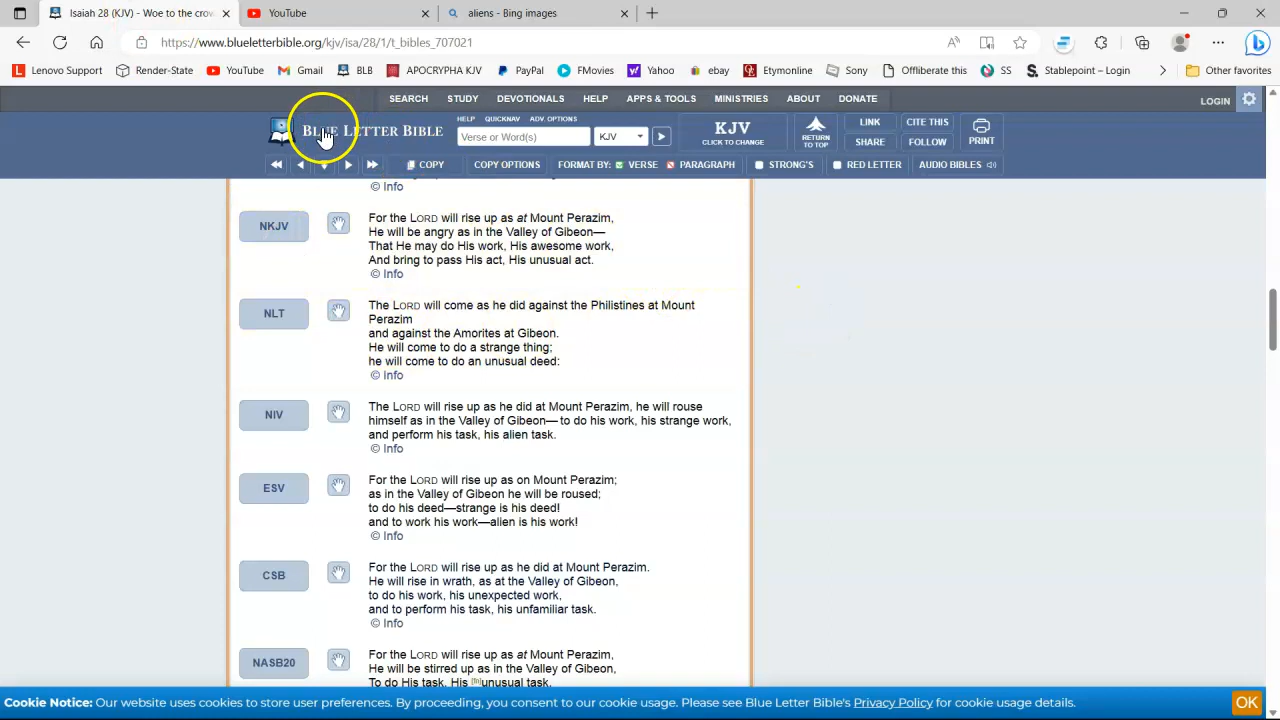 Isaiah 28 (KJV) - Woe to the crow
YouTube
aliens - Bing images
https://www.blueletterbible.org/kjv/isa/28/1/t_bibles_707021
Lenovo Support
Render-State
YouTube
Gmail
BLB
APOCRYPHA KJV
PayPal
FMovies
Yahoo
ebay
Etymonline
Sony
Offliberate this
SS
Stablepoint – Login
Other favorites
SEARCH STUDY DEVOTIONALS HELP APPS & TOOLS MINISTRIES ABOUT DONATE
LOGIN
BLUE LETTER BIBLE
HELP QUICKNAV ADV. OPTIONS
Verse or Word(s)
KJV
KJV
CLICK TO CHANGE
RETURN
TO TOP
LINK
CITE THIS
SHARE
FOLLOW
PRINT
COPY
COPY OPTIONS
FORMAT BY: VERSE PARAGRAPH
STRONG'S
RED LETTER
AUDIO BIBLES
© Info
NKJV
For the LORD will rise up as at Mount Perazim,
He will be angry as in the Valley of Gibeon—
That He may do His work, His awesome work,
And bring to pass His act, His unusual act.
© Info
NLT
The LORD will come as he did against the Philistines at Mount
Perazim
and against the Amorites at Gibeon.
He will come to do a strange thing;
he will come to do an unusual deed:
© Info
NIV
The LORD will rise up as he did at Mount Perazim, he will rouse
himself as in the Valley of Gibeon— to do his work, his strange work,
and perform his task, his alien task.
© Info
ESV
For the LORD will rise up as on Mount Perazim;
as in the Valley of Gibeon he will be roused;
to do his deed—strange is his deed!
and to work his work—alien is his work!
© Info
CSB
For the LORD will rise up as he did at Mount Perazim.
He will rise in wrath, as at the Valley of Gibeon,
to do his work, his unexpected work,
and to perform his task, his unfamiliar task.
© Info
NASB20
For the LORD will rise up as at Mount Perazim,
He will be stirred up as in the Valley of Gibeon,
To do His task, His [fn]unusual task,
Cookie Notice: Our website uses cookies to store user preferences. By proceeding, you consent to our cookie usage. Please see Blue Letter Bible's Privacy Policy for cookie usage details.
OK